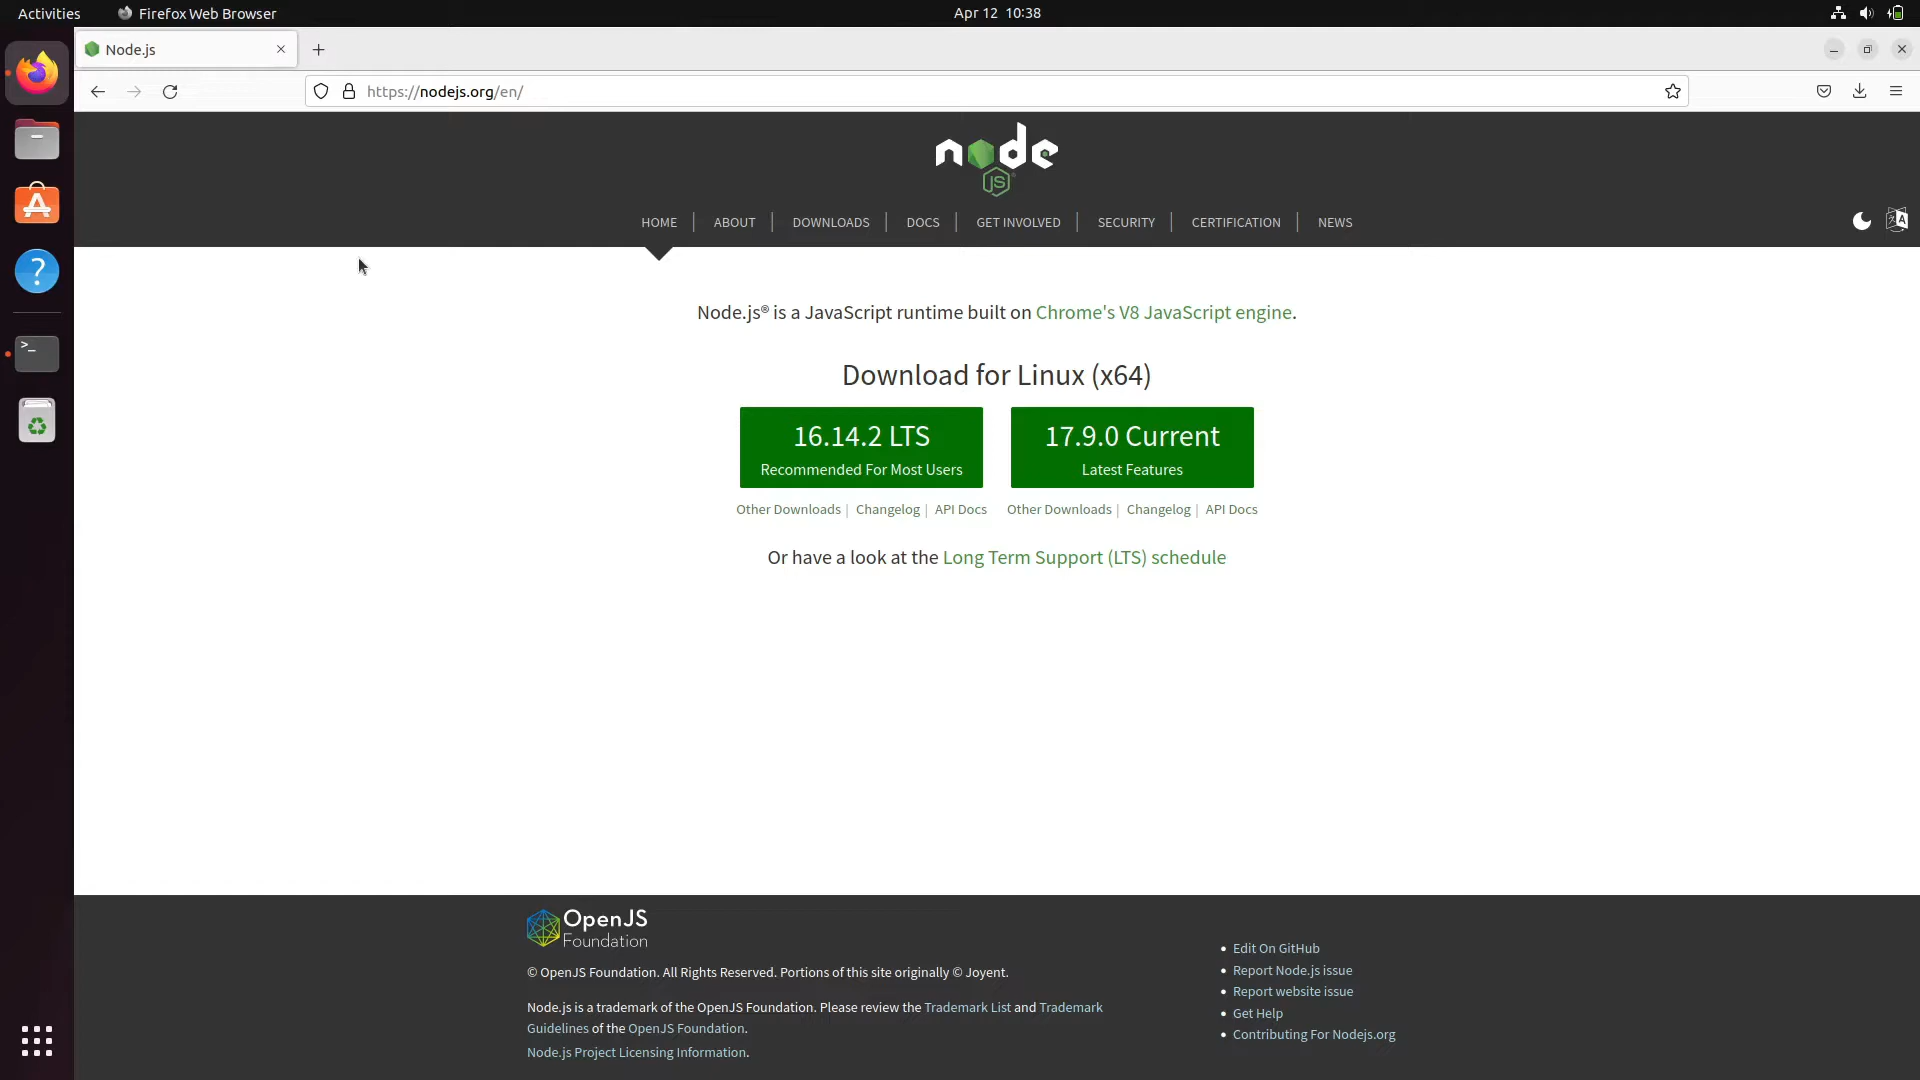 Activities Firefox Web Browser Apr 12 10:38
Node.js
https://nodejs.org/en/
node
JS
HOME ABOUT DOWNLOADS DOCS GET INVOLVED SECURITY CERTIFICATION NEWS
Node.js® is a JavaScript runtime built on Chrome's V8 JavaScript engine.
Download for Linux (x64)
16.14.2 LTS
Recommended For Most Users
17.9.0 Current
Latest Features
Other Downloads | Changelog | API Docs
Other Downloads | Changelog | API Docs
Or have a look at the Long Term Support (LTS) schedule
OpenJS
Foundation
© OpenJS Foundation. All Rights Reserved. Portions of this site originally © Joyent.
Node.js is a trademark of the OpenJS Foundation. Please review the Trademark List and Trademark
Guidelines of the OpenJS Foundation.
Node.js Project Licensing Information.
Edit On GitHub
Report Node.js issue
Report website issue
Get Help
Contributing For Nodejs.org